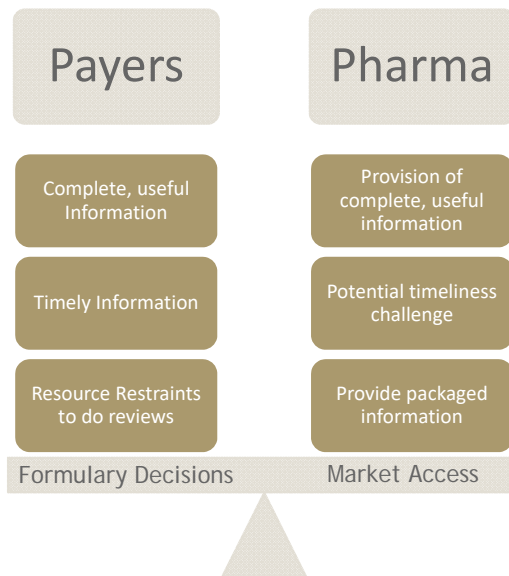 Payers
Complete, useful
Information
Timely Information
Resource Restraints
to do reviews
Formulary Decisions
Pharma
Provision of
complete, useful
information
Potential timeliness
challenge
Provide packaged
information
Market Access